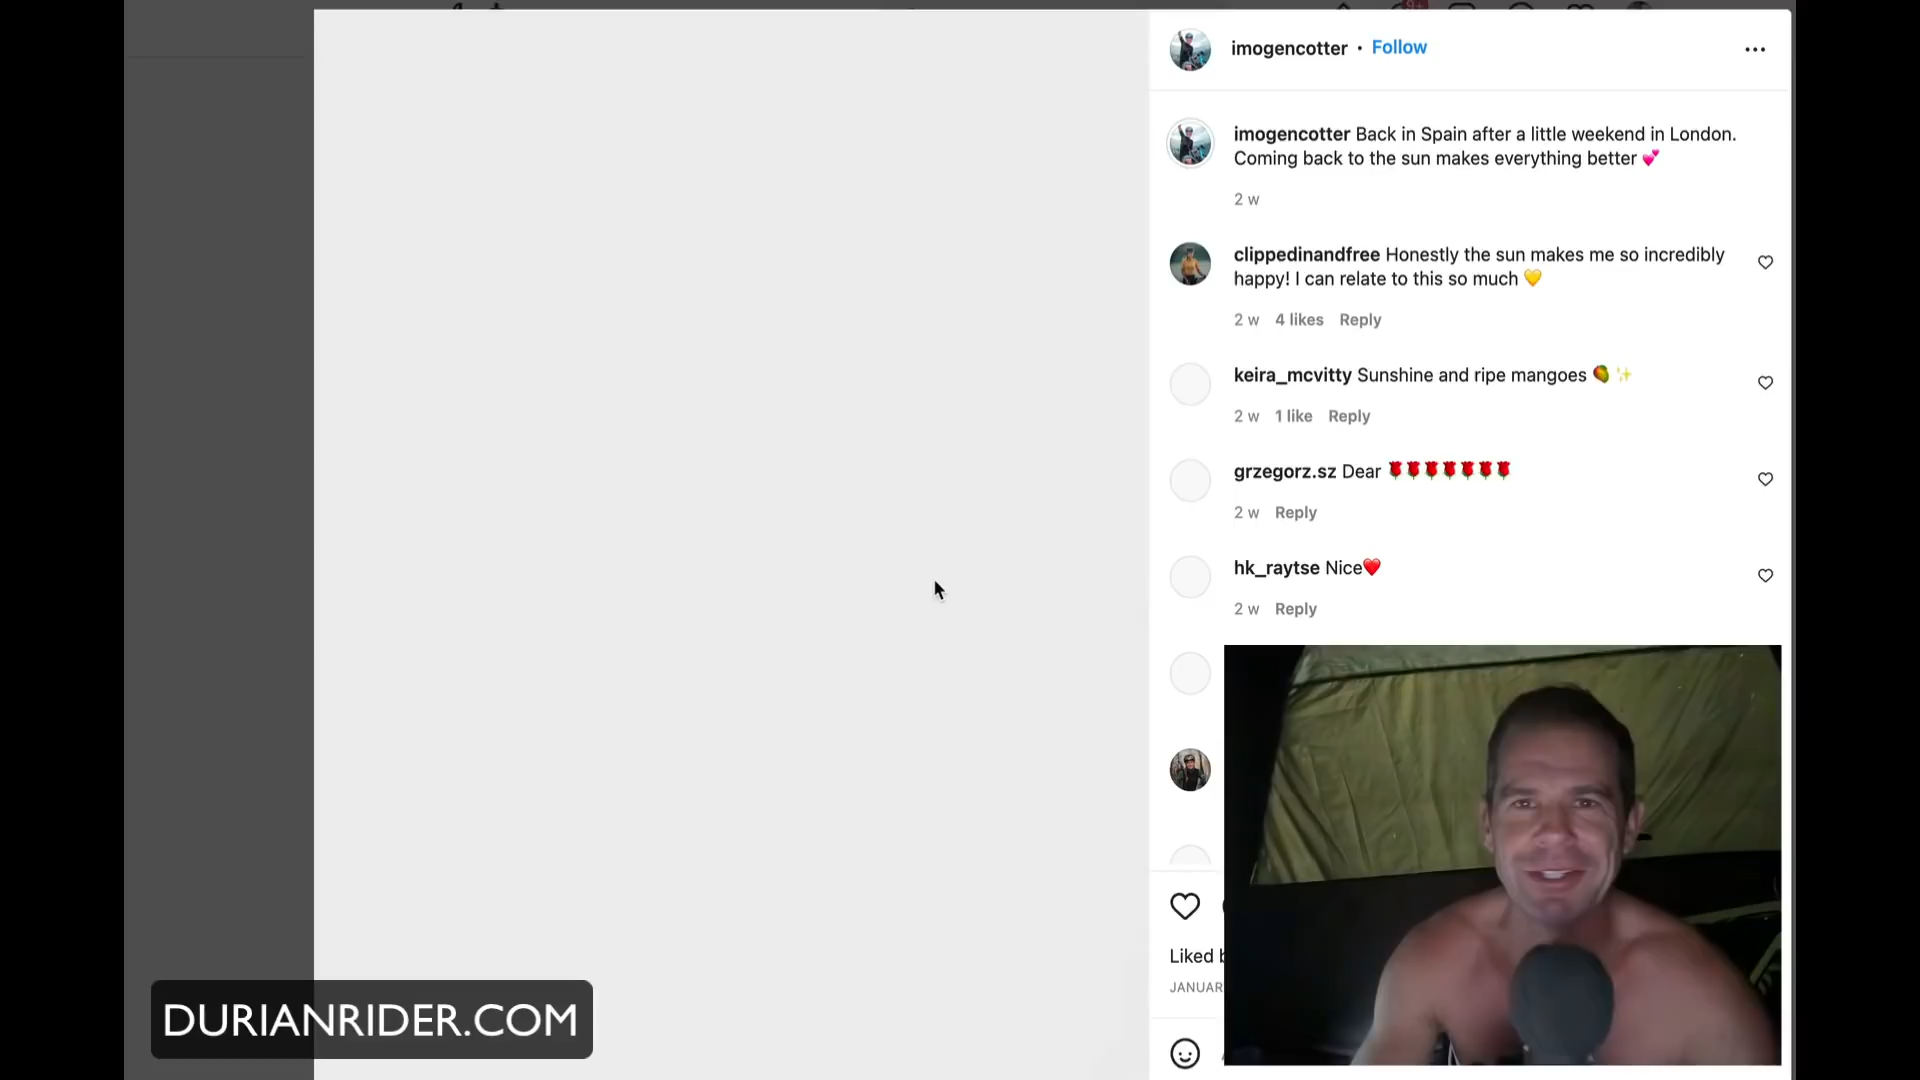 imogencotter • Follow
imogencotter Back in Spain after a little weekend in London.
Coming back to the sun makes everything better 💕
2 w
clippedinandfree Honestly the sun makes me so incredibly
happy! I can relate to this so much 💛
2 w 4 likes Reply
keira_mcvitty Sunshine and ripe mangoes 🥭✨
2 w 1 like Reply
grzegorz.sz Dear 🌹🌹🌹🌹🌹🌹🌹
2 w Reply
hk_raytse Nice❤️
2 w Reply
Liked
DURIANRIDER.COM